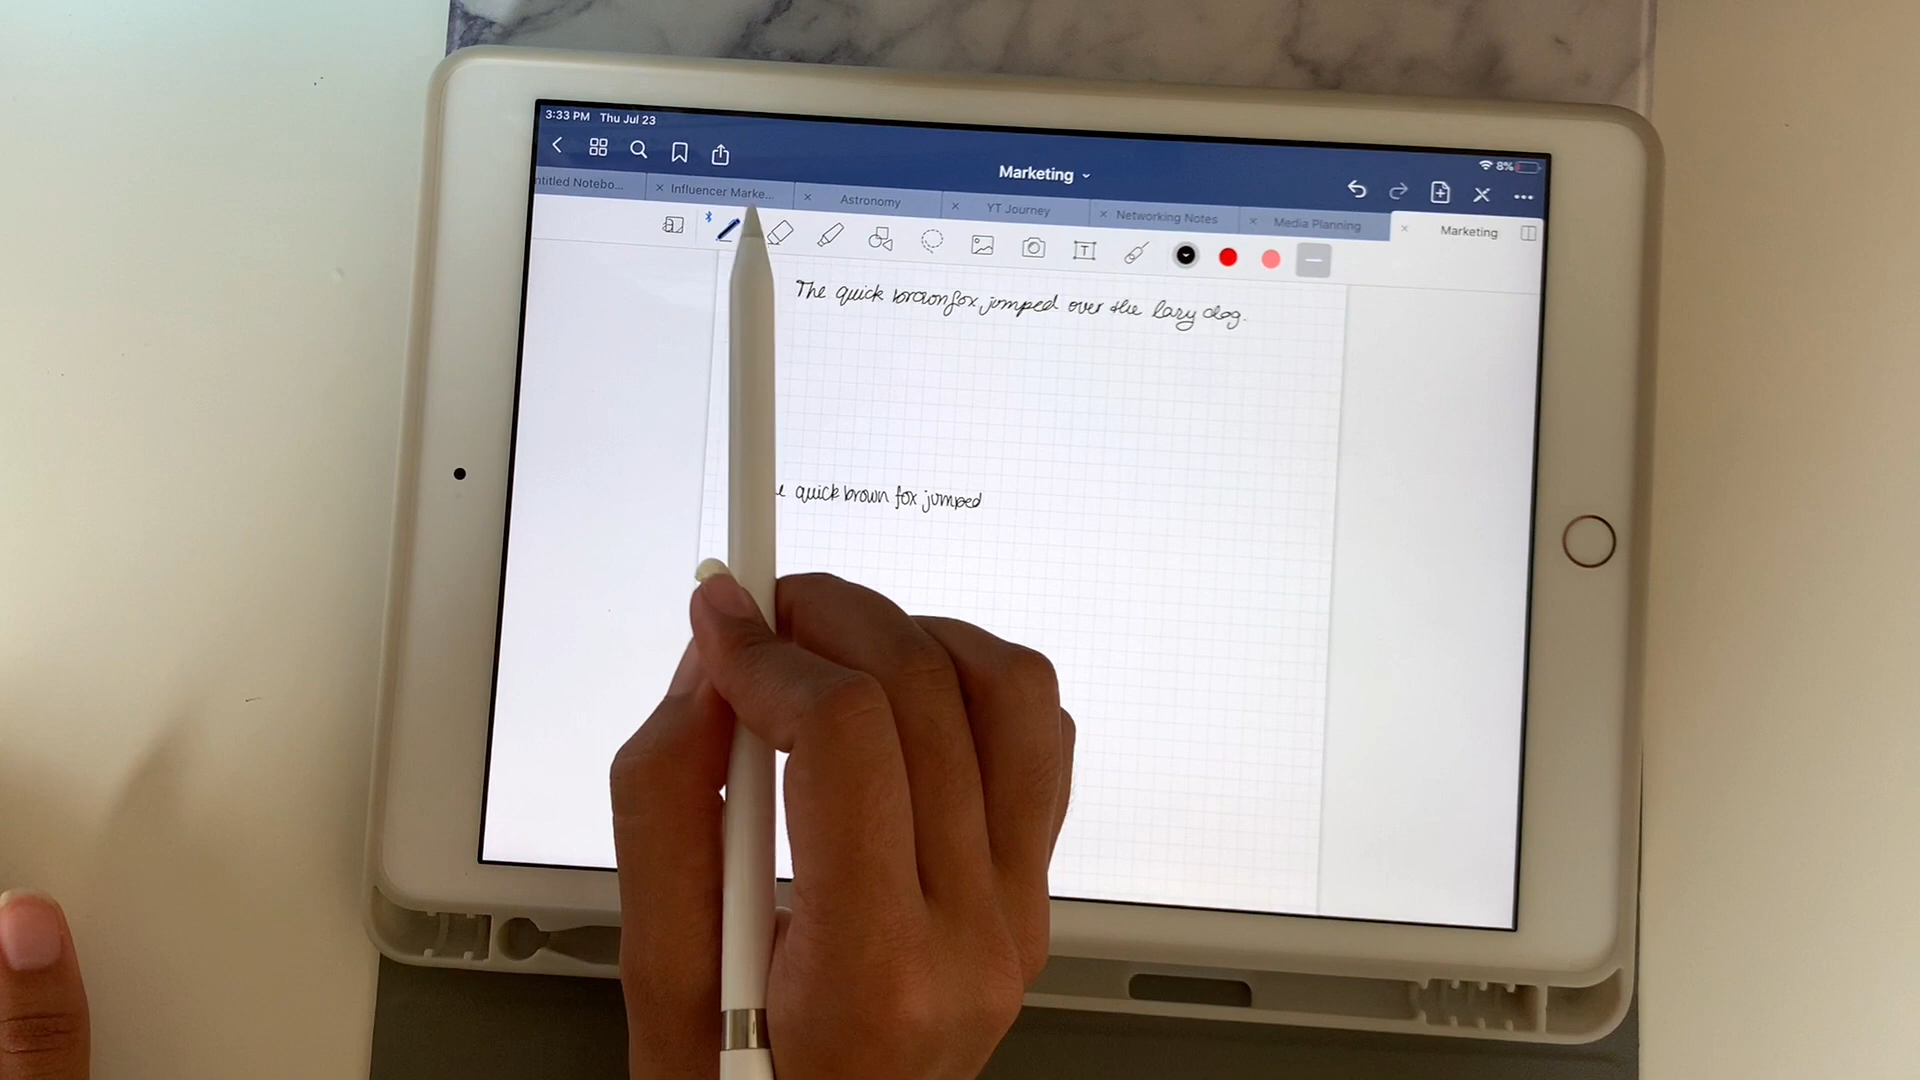 3:33 PM Thu Jul 23
8%
Marketing
ntitled Notebo...
Influencer Marke...
Astronomy
YT Journey
Networking Notes
Media Planning
Marketing
T
The quick brown fox jumped over the lazy dog.
e quick brown fox jumped